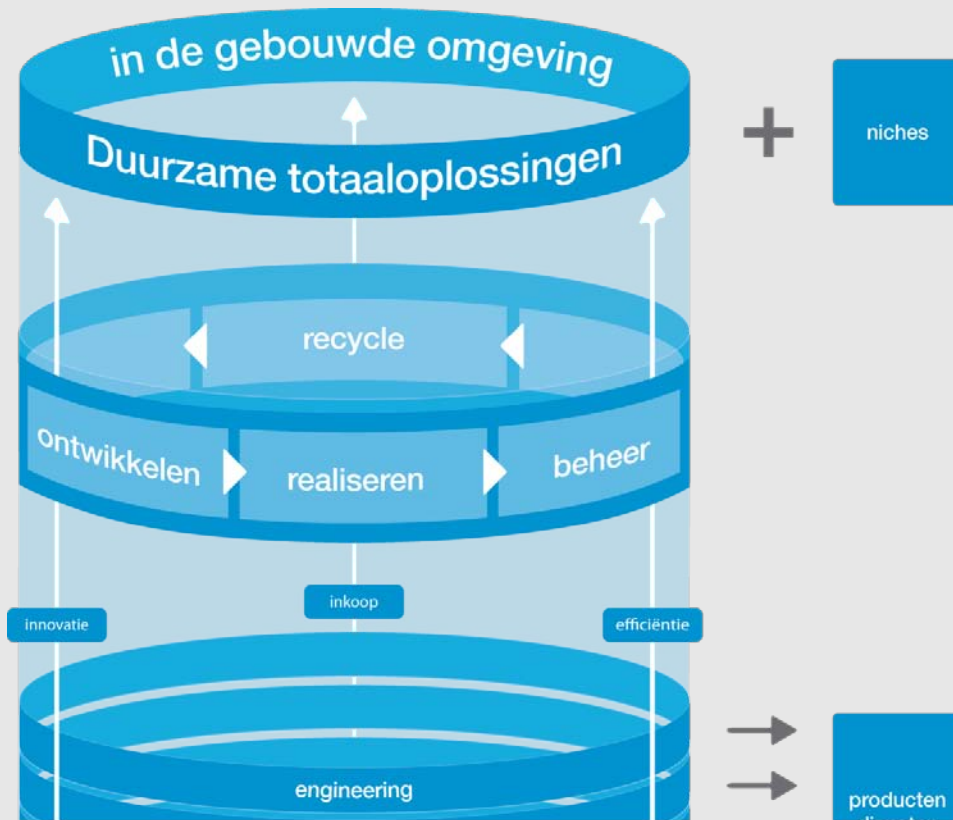 in de gebouwde omgeving
Duurzame totaaloplossingen
+
niches
recycle
ontwikkelen
realiseren
beheer
inkoop
innovatie
efficiëntie
engineering
producten